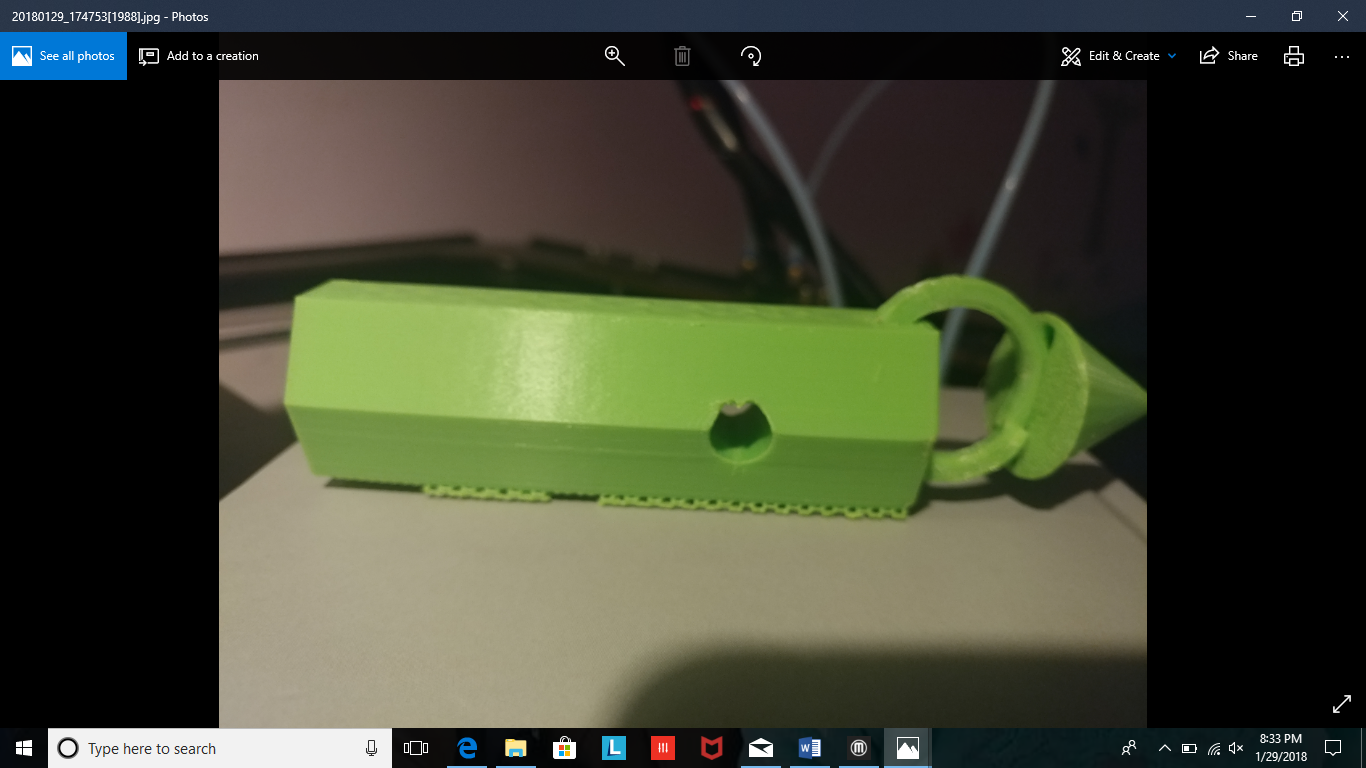 20180129_174753[1988].jpg - Photos
See all photos
Add to a creation
Edit & Create
Share
Type here to search
L
8:33 PM
1/29/2018